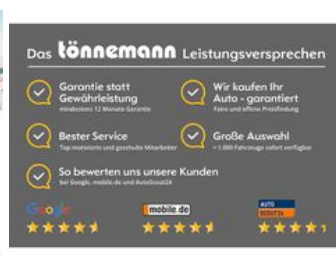 Das tönnemann Leistungsversprechen
Garantie statt
Gewährleistung
mindestens 12 Monate Garantie
Wir kaufen Ihr
Auto - garantiert
Faire und offene Preisfindung
Bester Service
Top motivierte und geschulte Mitarbeiter
Große Auswahl
≈ 1.000 Fahrzeuge sofort verfügbar
So bewerten uns unsere Kunden
bei Google, mobile.de und AutoScout24
Google
mobile.de
AUTO
SCOUT24